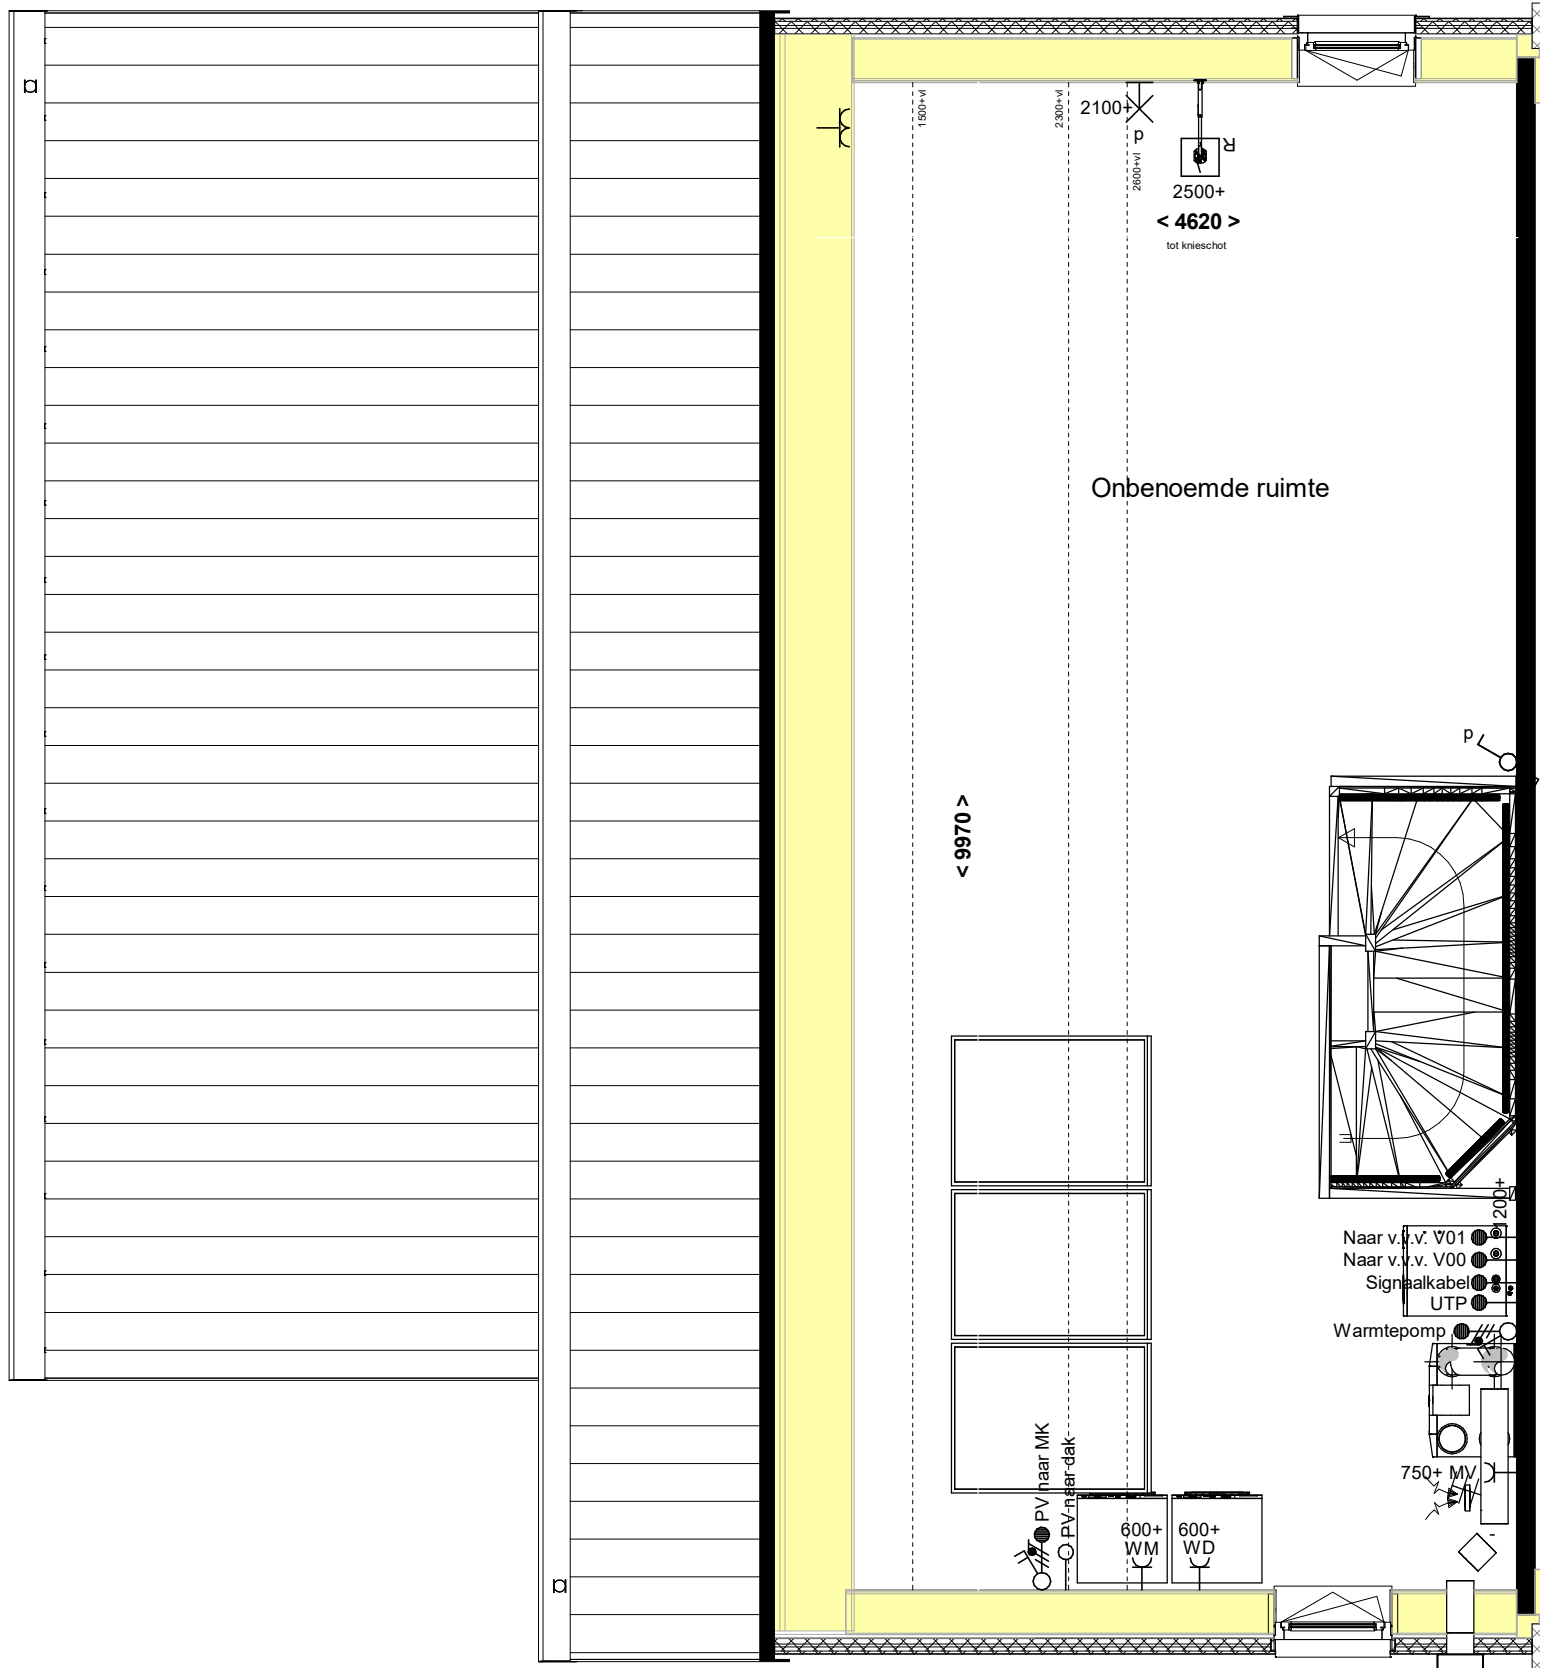 1500+vl
2300+vl
2100+
p
2600+vl
R
2500+
< 4620 >
tot knieschot
Onbenoemde ruimte
p
< 9970 >
1200+
Naar v.v.v. V01
Naar v.v.v. V00
Signaalkabel
UTP
Warmtepomp
750+ MV
PV naar MK
PV naar dak
600+
WM
600+
WD